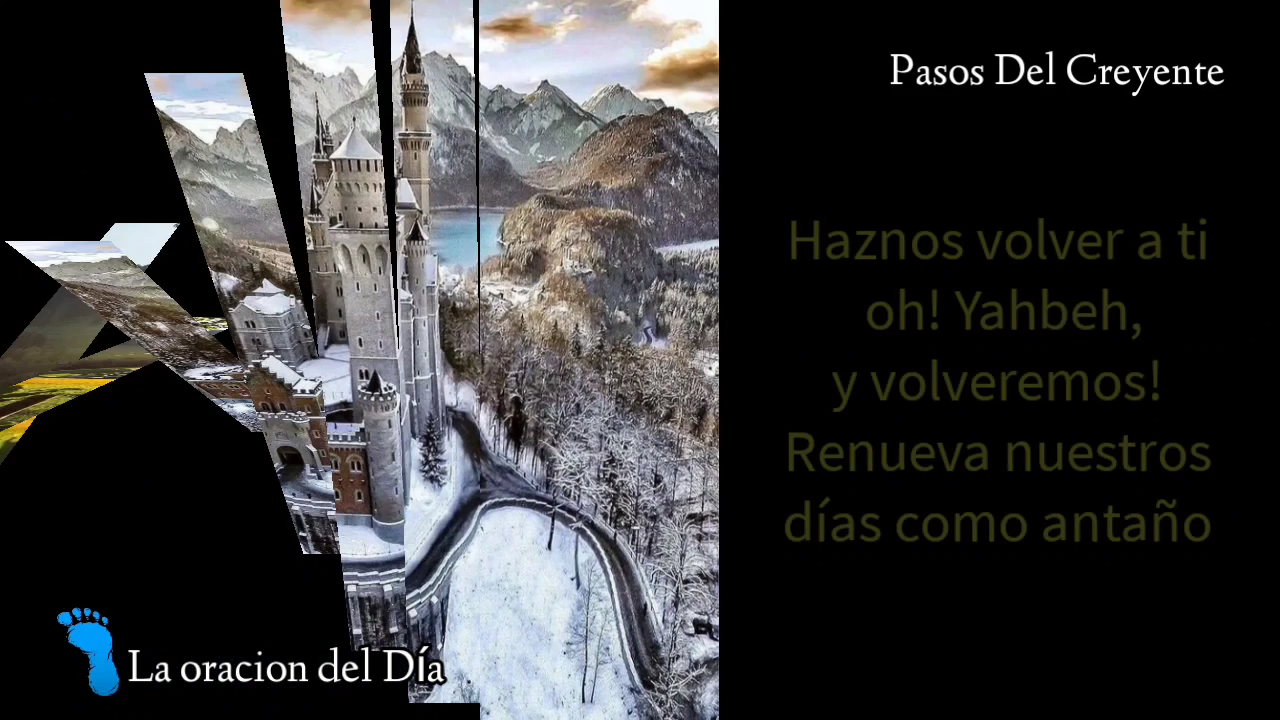 Pasos Del Creyente
Haznos volver a ti
oh! Yahbeh,
y volveremos!
Renueva nuestros
días como antaño
La oracion del Día